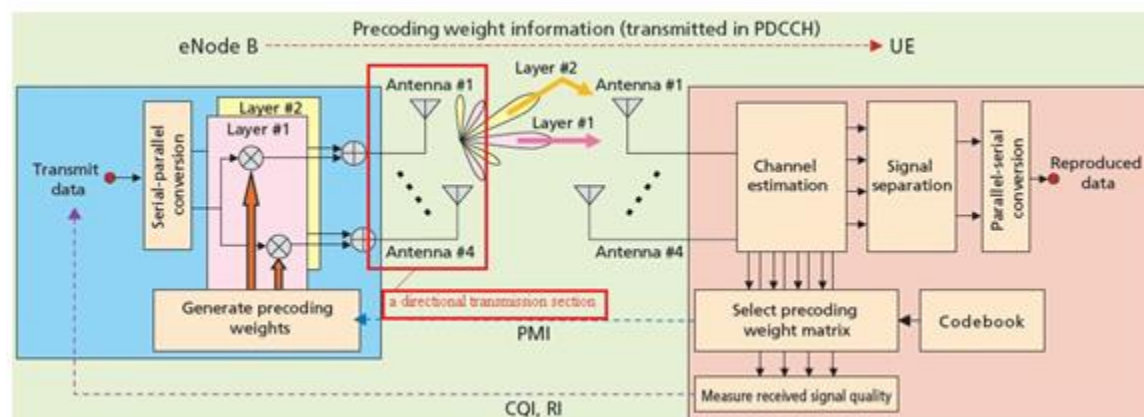 Precoding weight information (transmitted in PDCCH)
eNode B
UE
Layer #2
Antenna #1
Antenna #1
Layer #2
Layer #1
Layer #1
Transmit
data
Serial-parallel
conversion
Channel
estimation
Signal
separation
Parallel-serial
conversion
Reproduced
data
Antenna #4
Antenna #4
a directional transmission section
Generate precoding
weights
PMI
Select precoding
weight matrix
Codebook
Measure received signal quality
CQI, RI